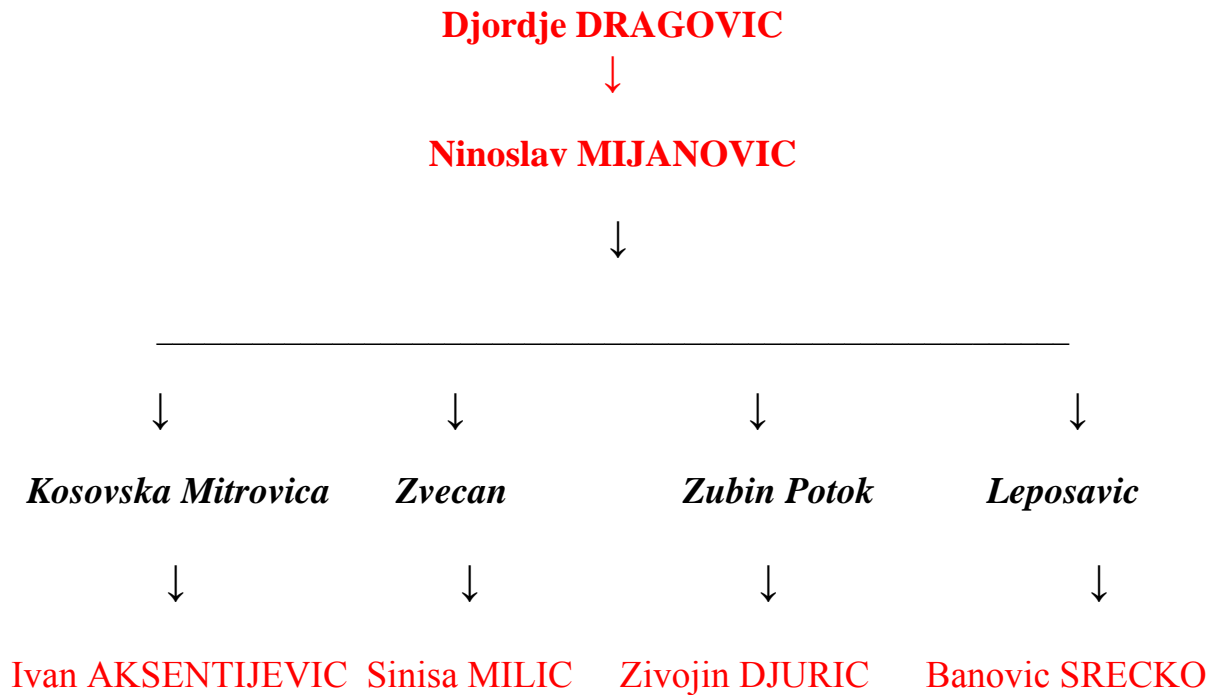 Djordje DRAGOVIC
↓
Ninoslav MIJANOVIC
↓
↓ ↓ ↓ ↓
Kosovska Mitrovica Zvecan Zubin Potok Leposavic
↓ ↓ ↓ ↓
Ivan AKSENTIJEVIC Sinisa MILIC Zivojin DJURIC Banovic SRECKO